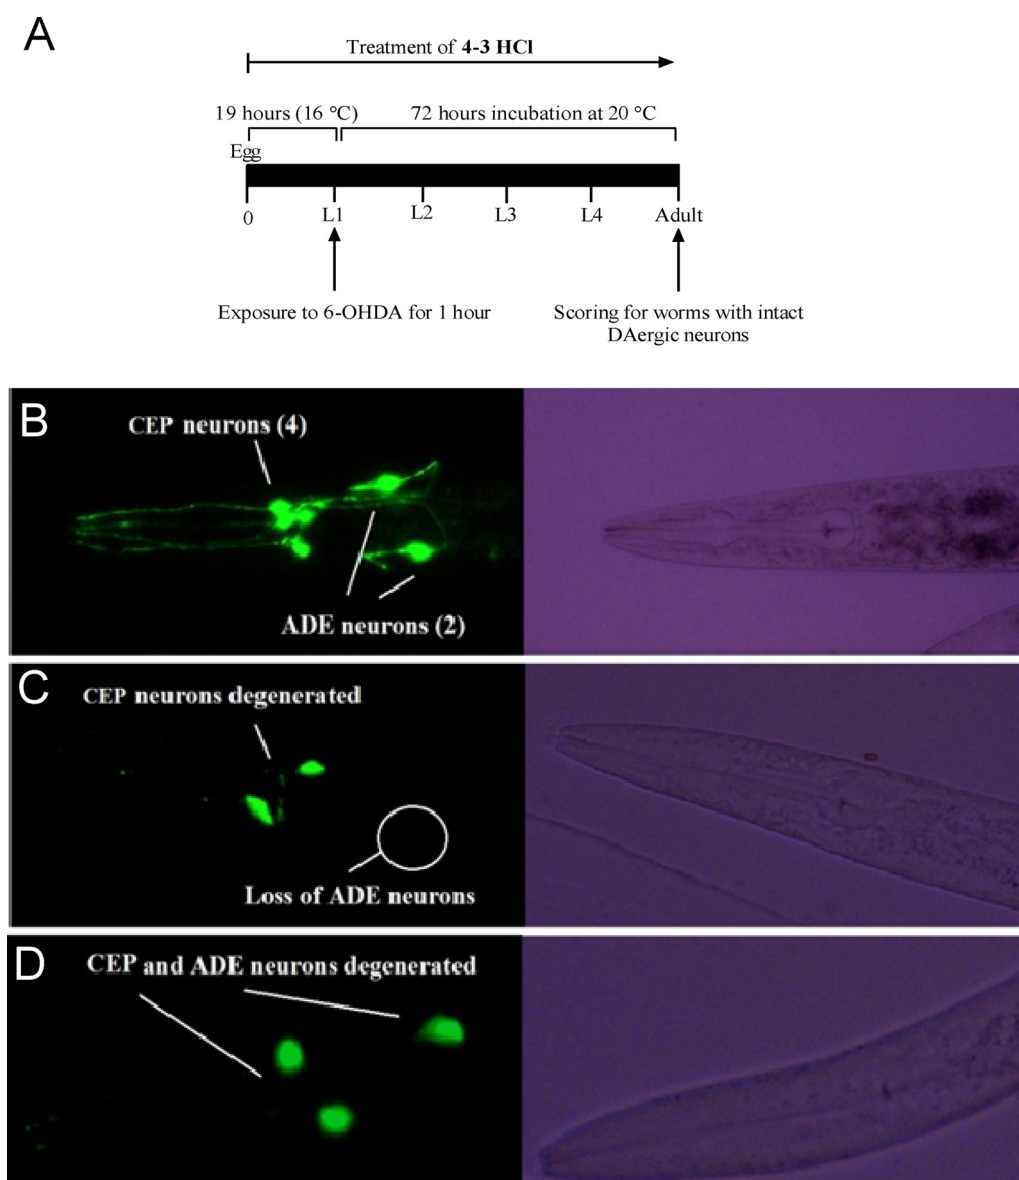 A
Treatment of 4-3 HCl
19 hours (16 °C)
72 hours incubation at 20 °C
Egg
0
L1
L2
L3
L4
Adult
Exposure to 6-OHDA for 1 hour
Scoring for worms with intact
DAergic neurons
B
CEP neurons (4)
ADE neurons (2)
C
CEP neurons degenerated
Loss of ADE neurons
D
CEP and ADE neurons degenerated